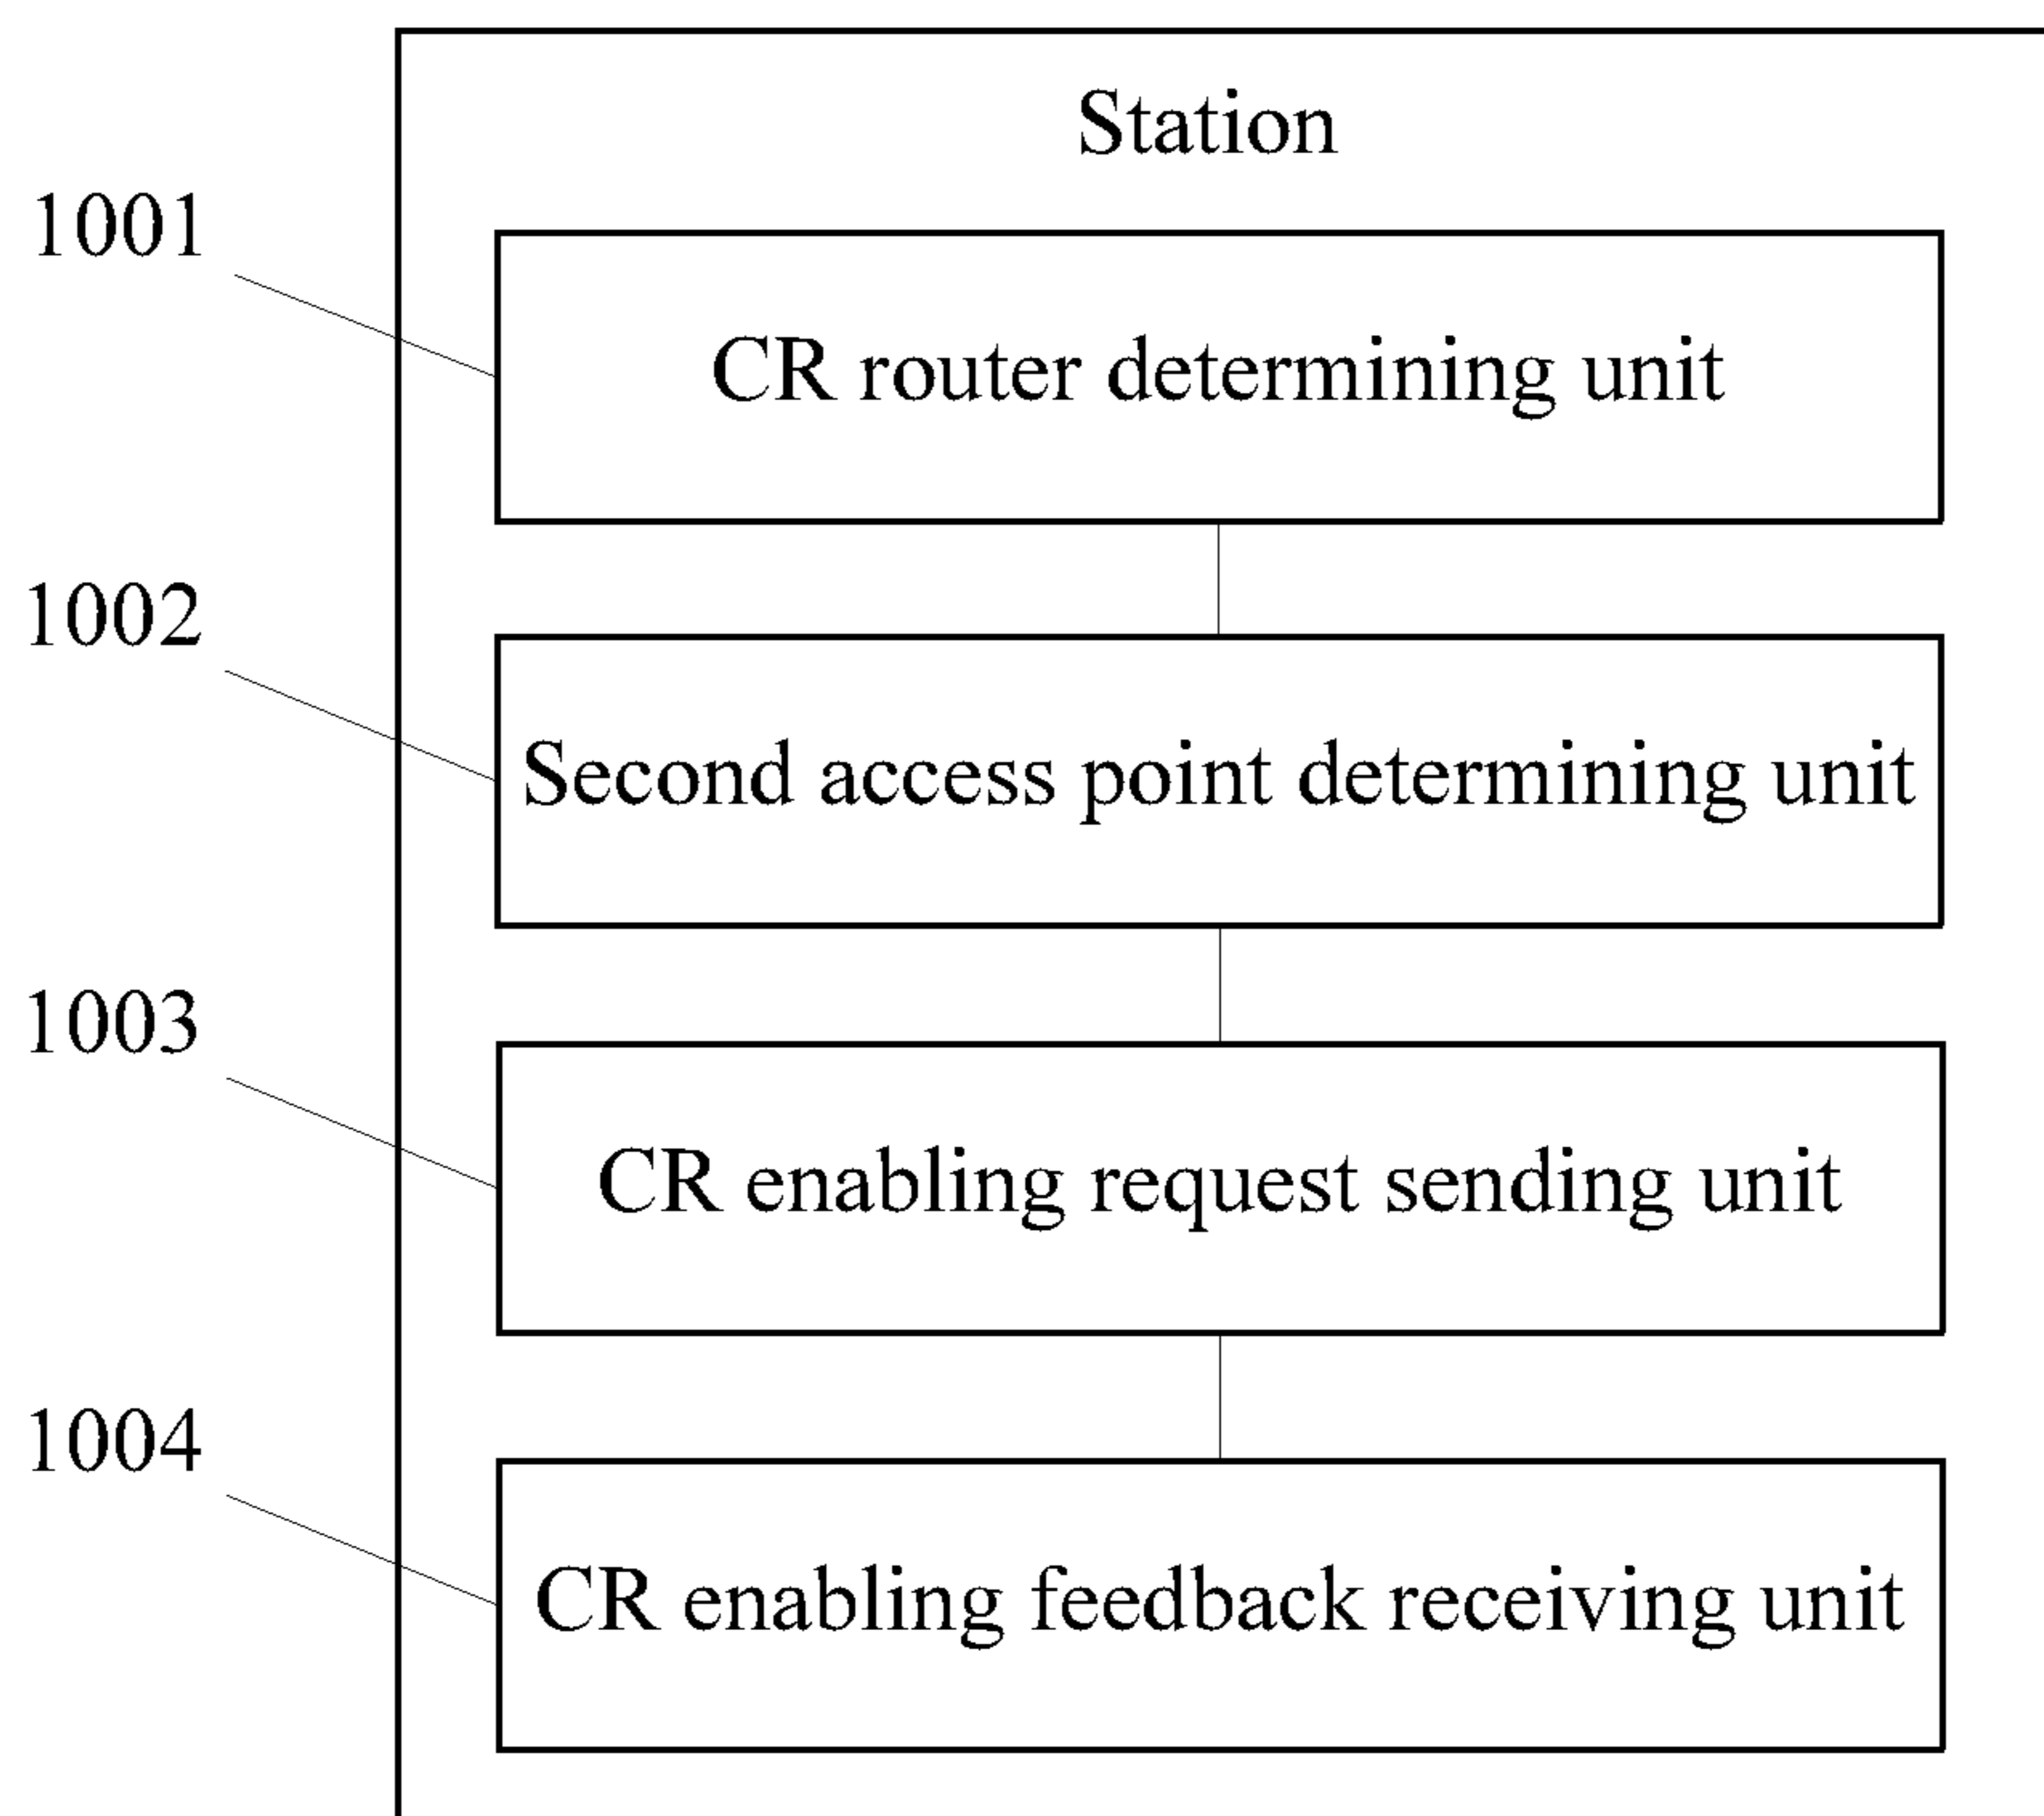 Station
1001
CR router determining unit
1002
Second access point determining unit
1003
CR enabling request sending unit
1004
CR enabling feedback receiving unit